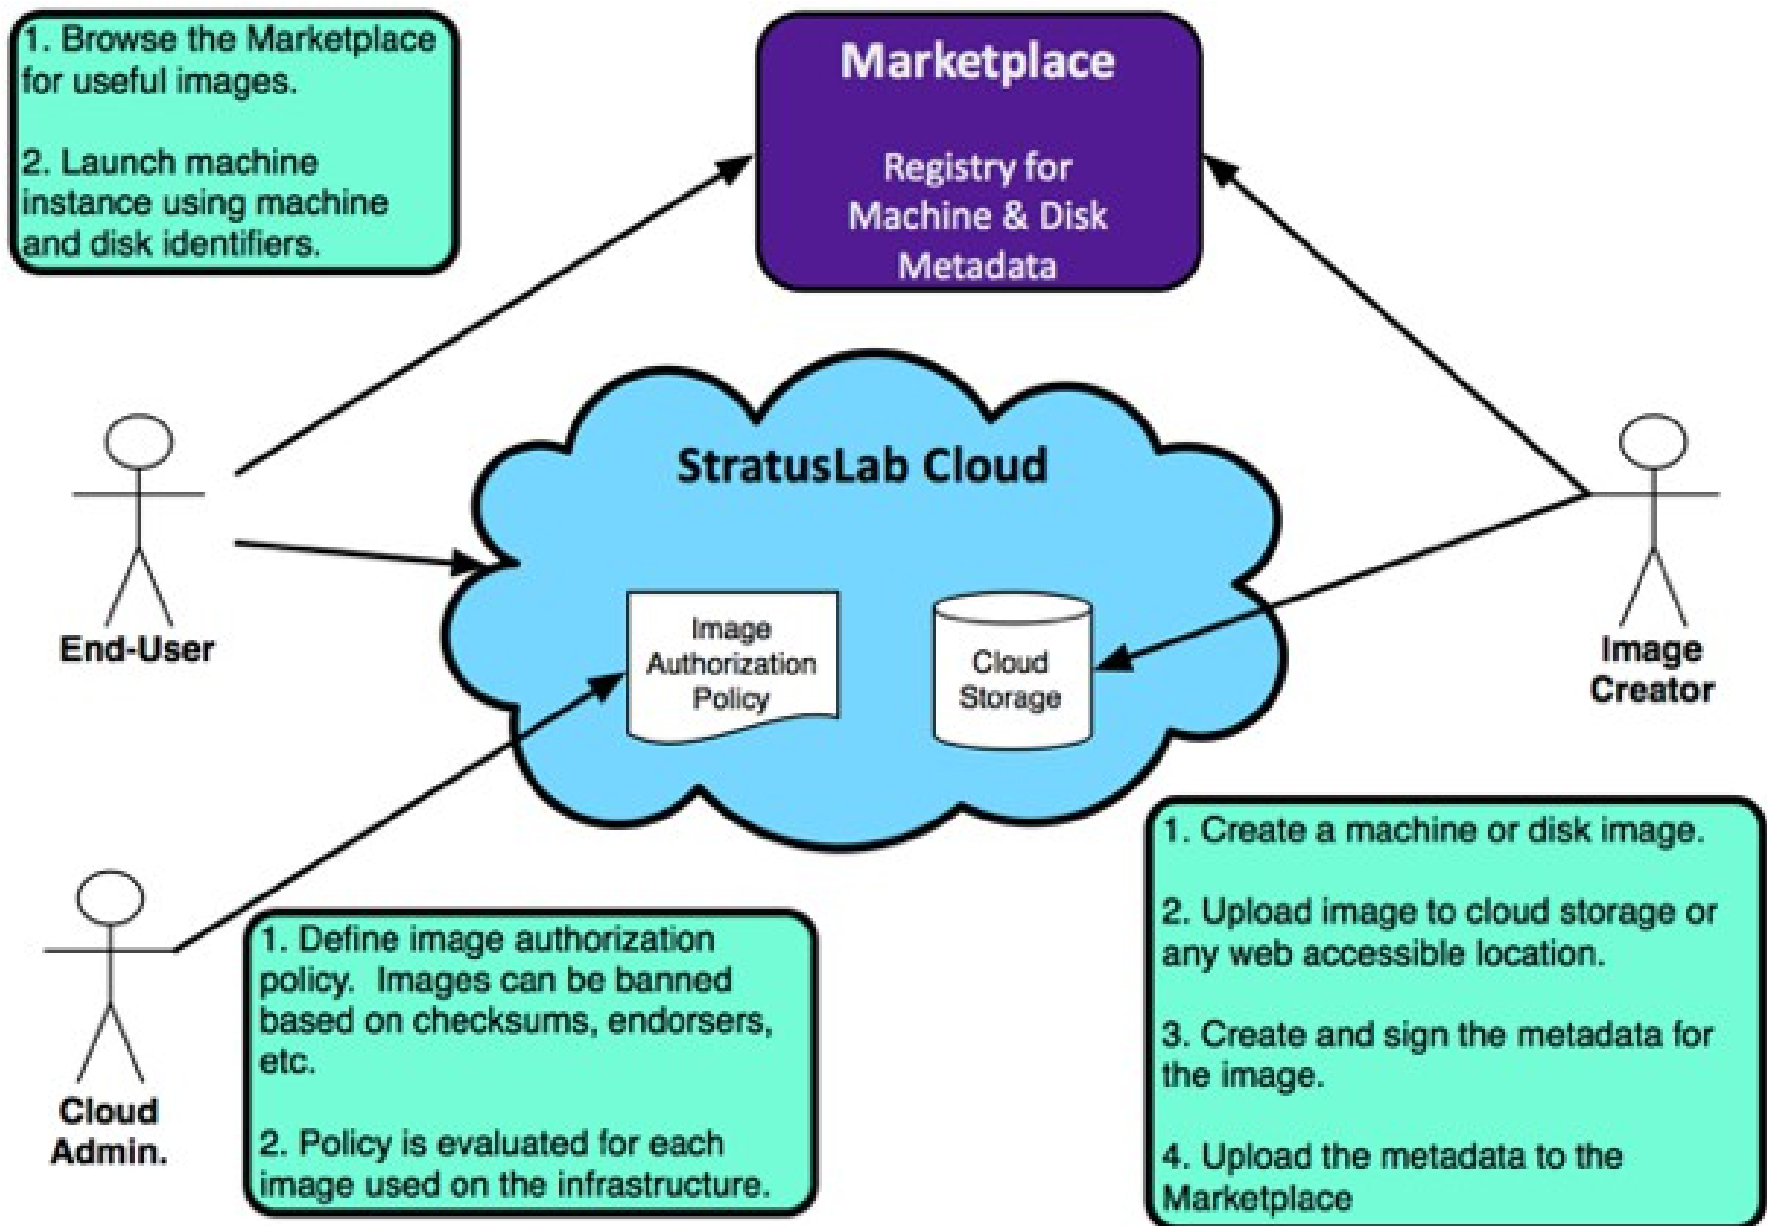 1. Browse the Marketplace
for useful images.
2. Launch machine
instance using machine
and disk identifiers.
Marketplace
Registry for
Machine & Disk
Metadata
StratusLab Cloud
End-User
Image
Authorization
Policy
Cloud
Storage
Image
Creator
Cloud
Admin.
1. Define image authorization
policy.  Images can be banned
based on checksums, endorsers,
etc.
2. Policy is evaluated for each
image used on the infrastructure.
1. Create a machine or disk image.
2. Upload image to cloud storage or
any web accessible location.
3. Create and sign the metadata for
the image.
4. Upload the metadata to the
Marketplace